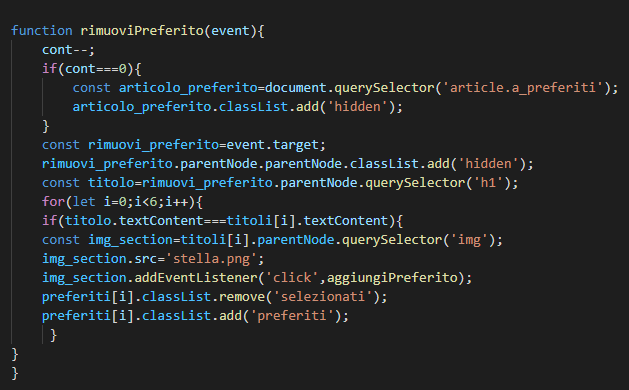 function rimuoviPreferito(event){
    cont--;
    if(cont===0){
        const articolo_preferito=document.querySelector('article.a_preferiti');
        articolo_preferito.classList.add('hidden');
    }
    const rimuovi_preferito=event.target;
    rimuovi_preferito.parentNode.parentNode.classList.add('hidden');
    const titolo=rimuovi_preferito.parentNode.querySelector('h1');
    for(let i=0;i<6;i++){
    if(titolo.textContent===titoli[i].textContent){
    const img_section=titoli[i].parentNode.querySelector('img');
    img_section.src='stella.png';
    img_section.addEventListener('click',aggiungiPreferito);
    preferiti[i].classList.remove('selezionati');
    preferiti[i].classList.add('preferiti');
     }
}
}